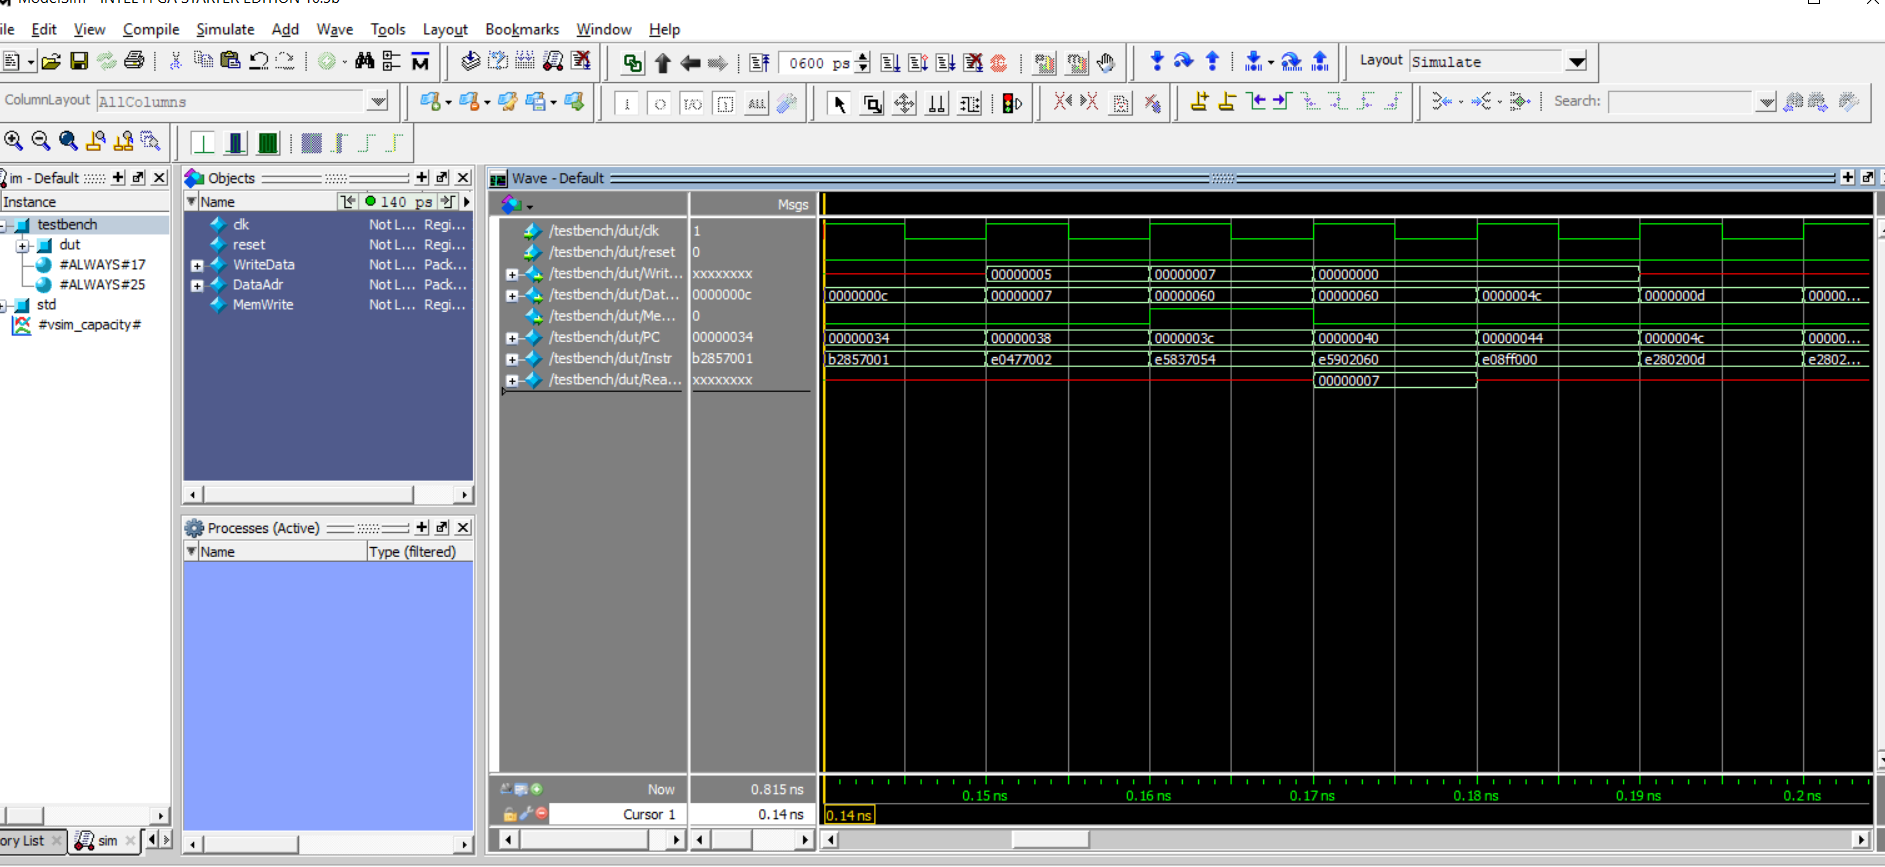 ModelSim - INTEL FPGA STARTER EDITION 10.5b
ile Edit View Compile Simulate Add Wave Tools Layout Bookmarks Window Help
0600 ps
Layout Simulate
ColumnLayout AllColumns
Search:
im - Default
Instance
testbench
dut
#ALWAYS#17
#ALWAYS#25
std
#vsim_capacity#
ory List
sim
Objects
Name 140 ps
clk Not L... Regi...
reset Not L... Regi...
WriteData Not L... Pack...
DataAdr Not L... Pack...
MemWrite Not L... Regi...
Processes (Active)
Name Type (filtered)
Wave - Default
Msgs
/testbench/dut/clk 1
/testbench/dut/reset 0
/testbench/dut/Writ... xxxxxxxx 00000005 00000007 00000000
/testbench/dut/Dat... 0000000c 0000000c 00000007 00000060 00000060 0000004c 0000000d 00000...
/testbench/dut/Me... 0
/testbench/dut/PC 00000034 00000034 00000038 0000003c 00000040 00000044 0000004c 00000...
/testbench/dut/Instr b2857001 b2857001 e0477002 e5837054 e5902060 e08ff000 e280200d e2802...
/testbench/dut/Rea... xxxxxxxx 00000007
Now 0.815 ns 0.15 ns 0.16 ns 0.17 ns 0.18 ns 0.19 ns 0.2 ns
Cursor 1 0.14 ns 0.14 ns